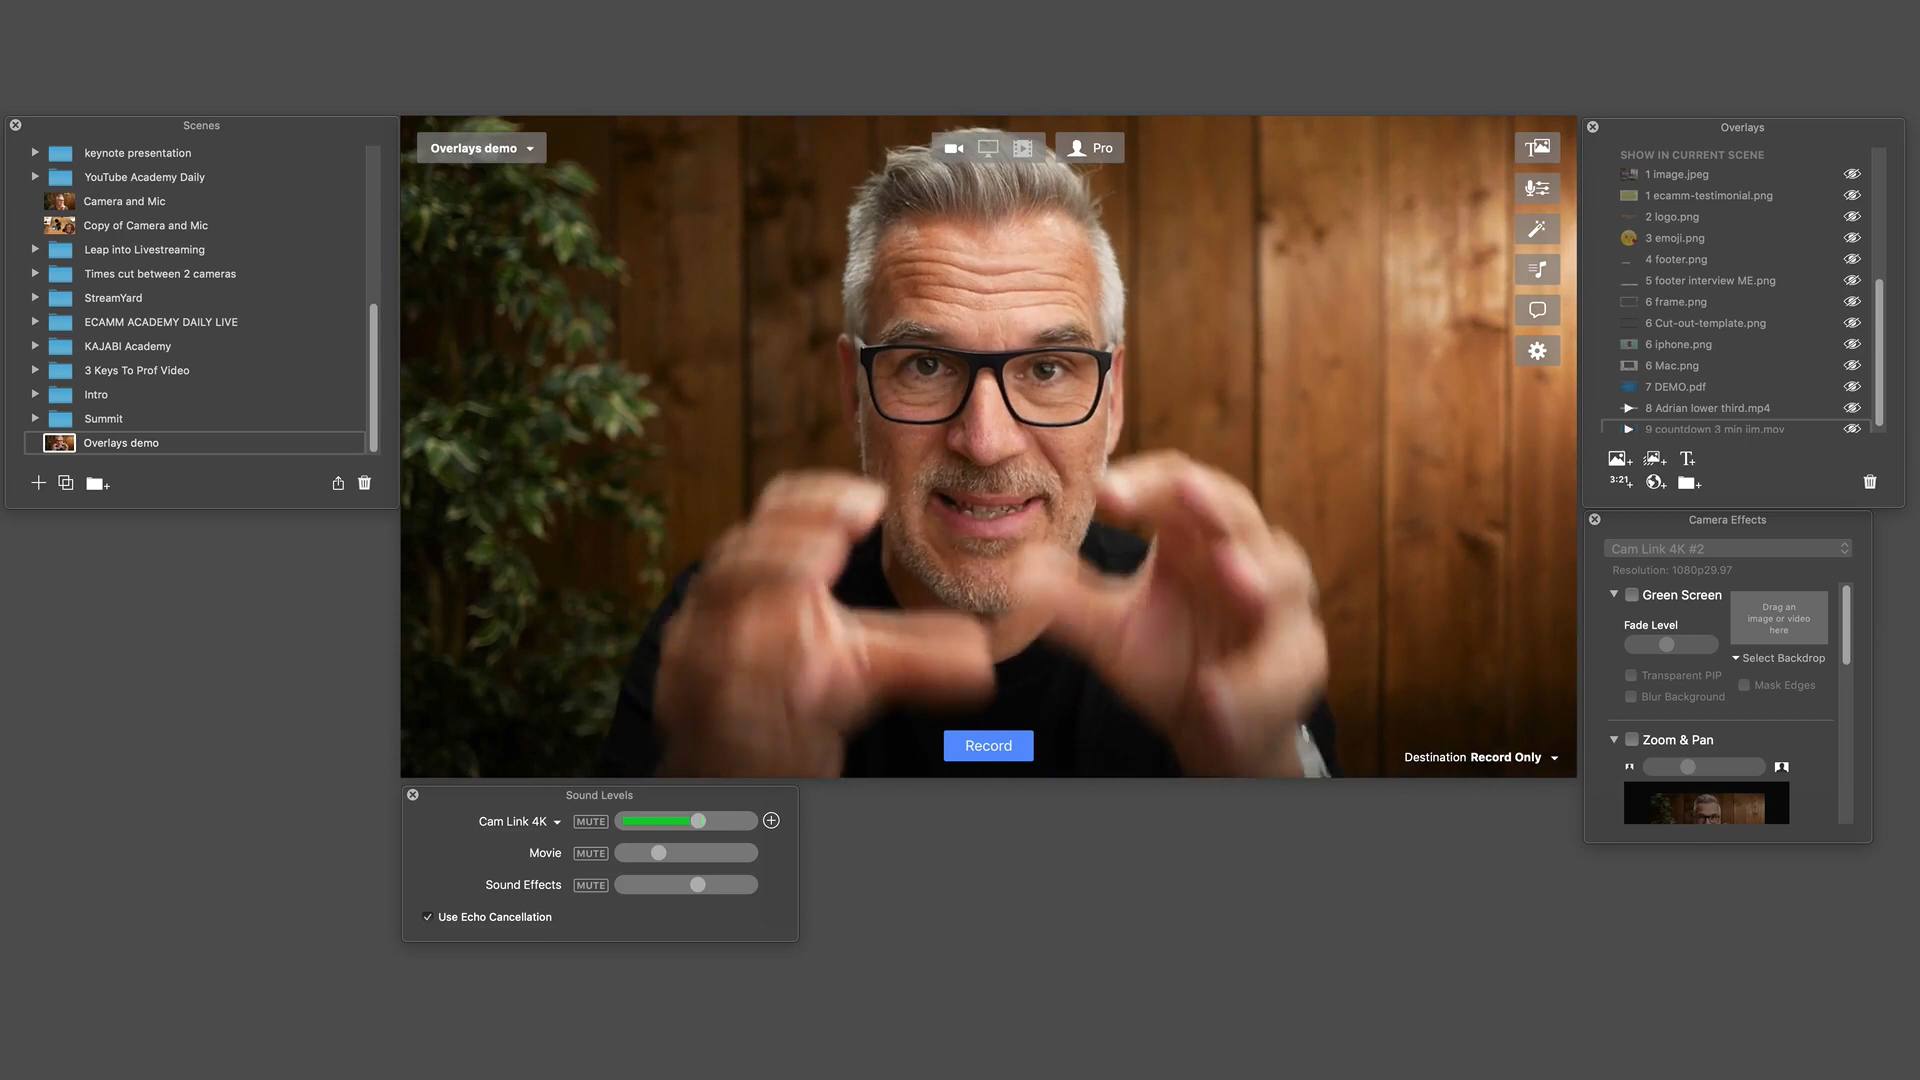 Scenes
keynote presentation
YouTube Academy Daily
Camera and Mic
Copy of Camera and Mic
Leap into Livestreaming
Times cut between 2 cameras
StreamYard
ECAMM ACADEMY DAILY LIVE
KAJABI Academy
3 Keys To Prof Video
Intro
Summit
Overlays demo
Overlays demo
Pro
Record
Destination Record Only
Sound Levels
Cam Link 4K MUTE
Movie MUTE
Sound Effects MUTE
Use Echo Cancellation
Overlays
SHOW IN CURRENT SCENE
1 image.jpeg
1 ecamm-testimonial.png
2 logo.png
3 emoji.png
4 footer.png
5 footer interview ME.png
6 frame.png
6 Cut-out-template.png
6 iphone.png
6 Mac.png
7 DEMO.pdf
8 Adrian lower third.mp4
9 countdown 3 min jim.mov
T
3:21
Camera Effects
Cam Link 4K #2
Resolution: 1080p29.97
Green Screen
Drag an
image or video
here
Fade Level
Select Backdrop
Transparent PIP
Mask Edges
Blur Background
Zoom & Pan